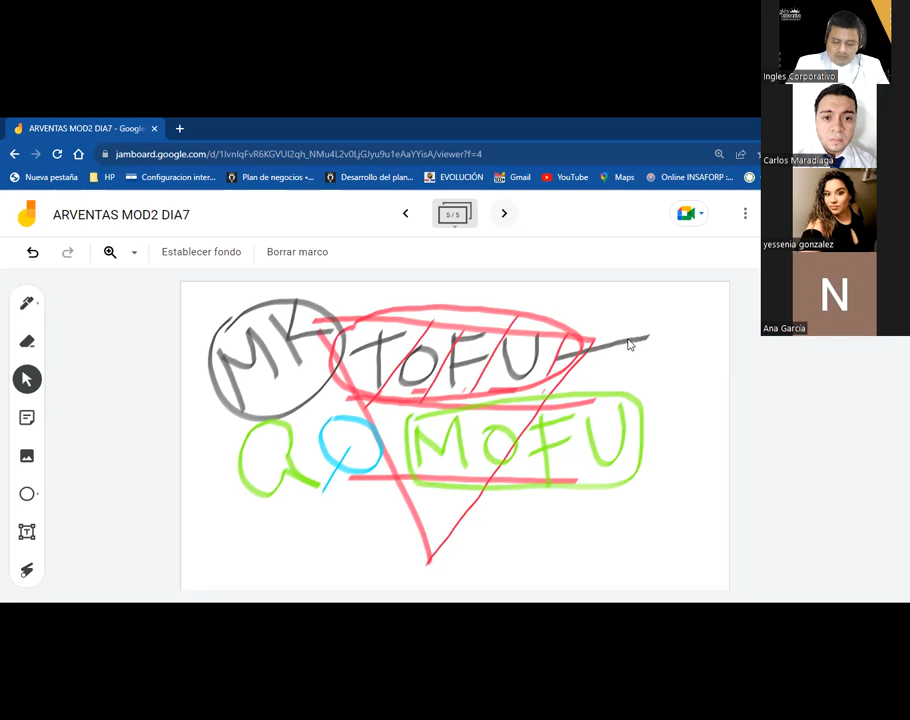 ARVENTAS MOD2 DIA7 - Google
jamboard.google.com/d/1lvnlqFvR6KGVUI2qh_NMu4L2v0LjGJyu9u1eAaYYisA/viewer?f=4
Nueva pestaña
HP
Configuracion inter...
Plan de negocios -...
Desarrollo del plan...
EVOLUCIÓN
Gmail
YouTube
Maps
Online INSAFORP :...
ARVENTAS MOD2 DIA7
5 / 5
Establecer fondo
Borrar marco
MK TOFU
Q Q MOFU
Ingles Corporativo
Carlos Maradiaga
yessenia gonzalez
N
Ana García